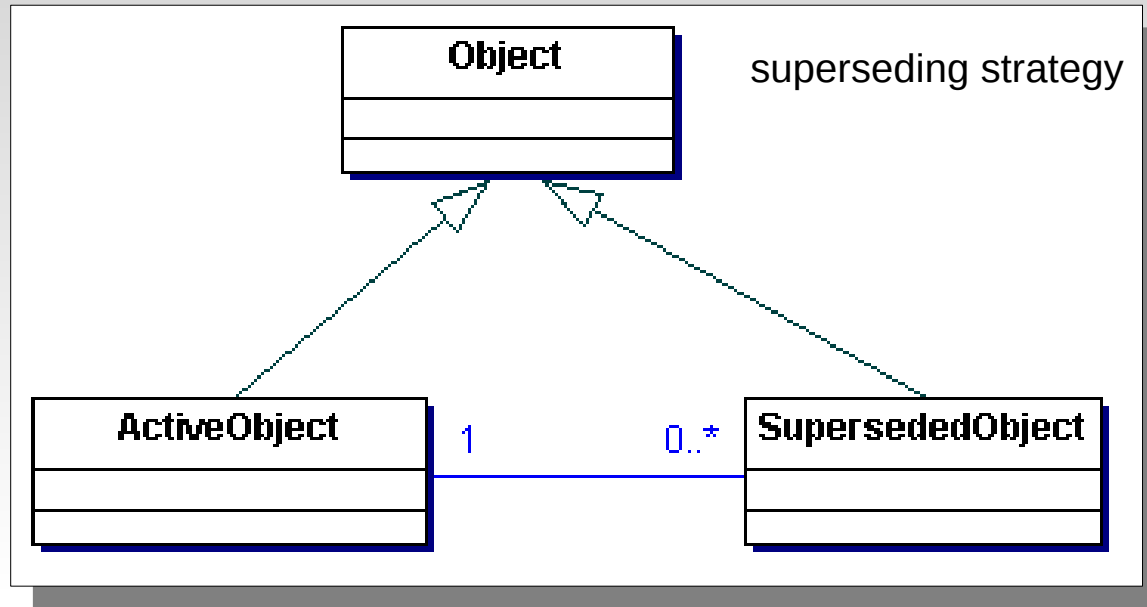 Object
superseding strategy
ActiveObject
1
0..*
SupersededObject